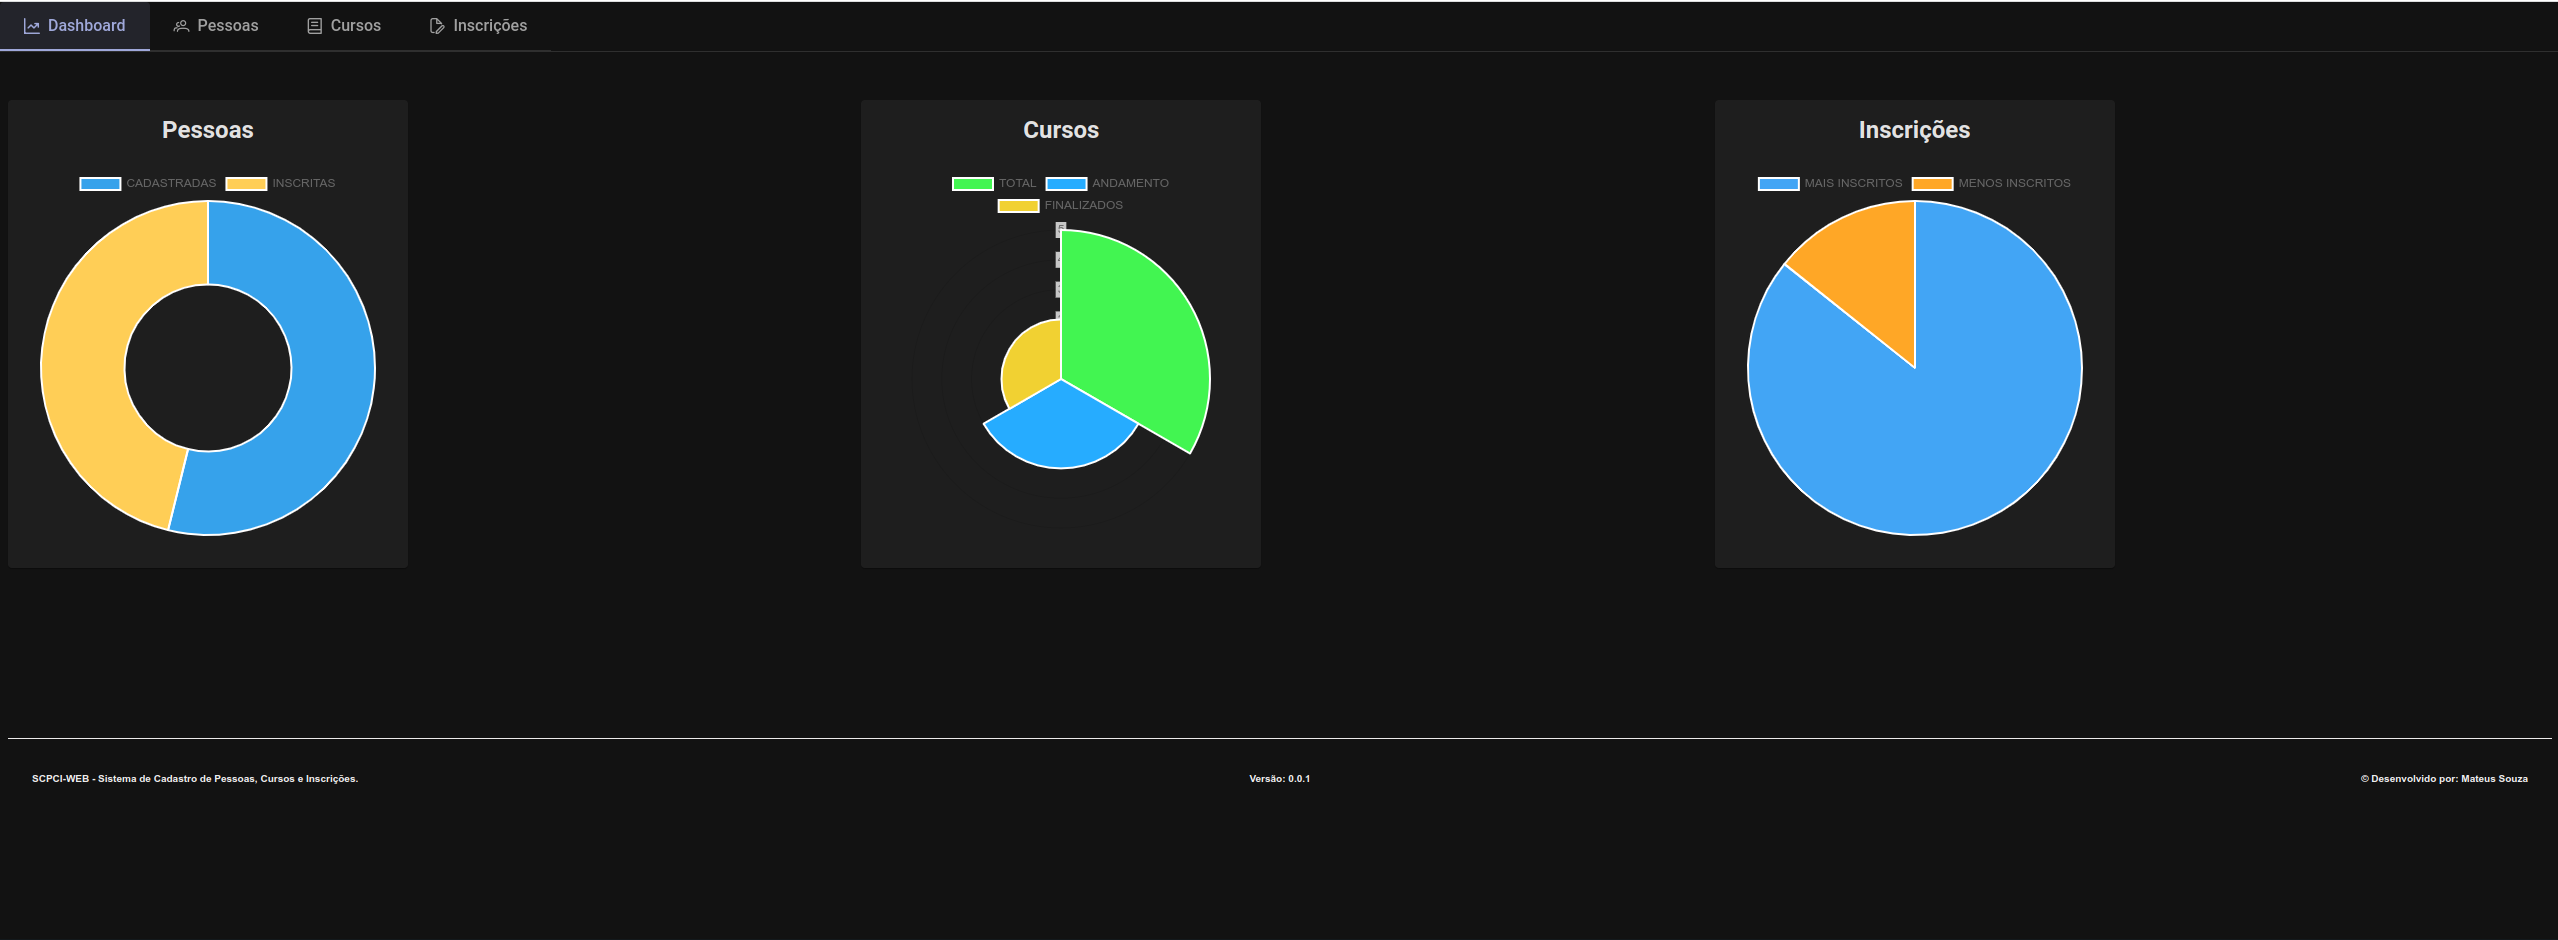 Dashboard Pessoas Cursos Inscrições
Pessoas
CADASTRADAS INSCRITAS
Cursos
TOTAL ANDAMENTO
FINALIZADOS
Inscrições
MAIS INSCRITOS MENOS INSCRITOS
SCPCI-WEB - Sistema de Cadastro de Pessoas, Cursos e Inscrições. Versão: 0.0.1 © Desenvolvido por: Mateus Souza